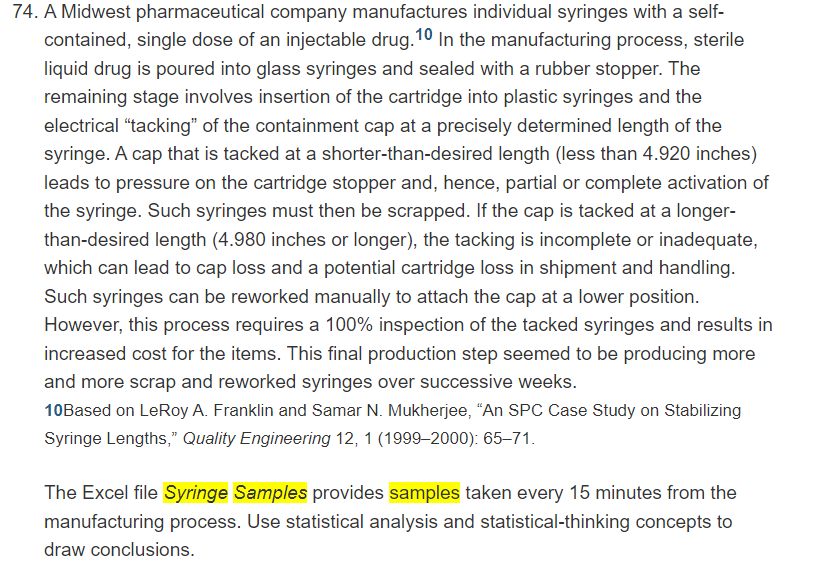 74. A Midwest pharmaceutical company manufactures individual syringes with a self-
contained, single dose of an injectable drug.10 In the manufacturing process, sterile
liquid drug is poured into glass syringes and sealed with a rubber stopper. The
remaining stage involves insertion of the cartridge into plastic syringes and the
electrical “tacking” of the containment cap at a precisely determined length of the
syringe. A cap that is tacked at a shorter-than-desired length (less than 4.920 inches)
leads to pressure on the cartridge stopper and, hence, partial or complete activation of
the syringe. Such syringes must then be scrapped. If the cap is tacked at a longer-
than-desired length (4.980 inches or longer), the tacking is incomplete or inadequate,
which can lead to cap loss and a potential cartridge loss in shipment and handling.
Such syringes can be reworked manually to attach the cap at a lower position.
However, this process requires a 100% inspection of the tacked syringes and results in
increased cost for the items. This final production step seemed to be producing more
and more scrap and reworked syringes over successive weeks.
10Based on LeRoy A. Franklin and Samar N. Mukherjee, “An SPC Case Study on Stabilizing
Syringe Lengths,” Quality Engineering 12, 1 (1999–2000): 65–71.
The Excel file Syringe Samples provides samples taken every 15 minutes from the
manufacturing process. Use statistical analysis and statistical-thinking concepts to
draw conclusions.